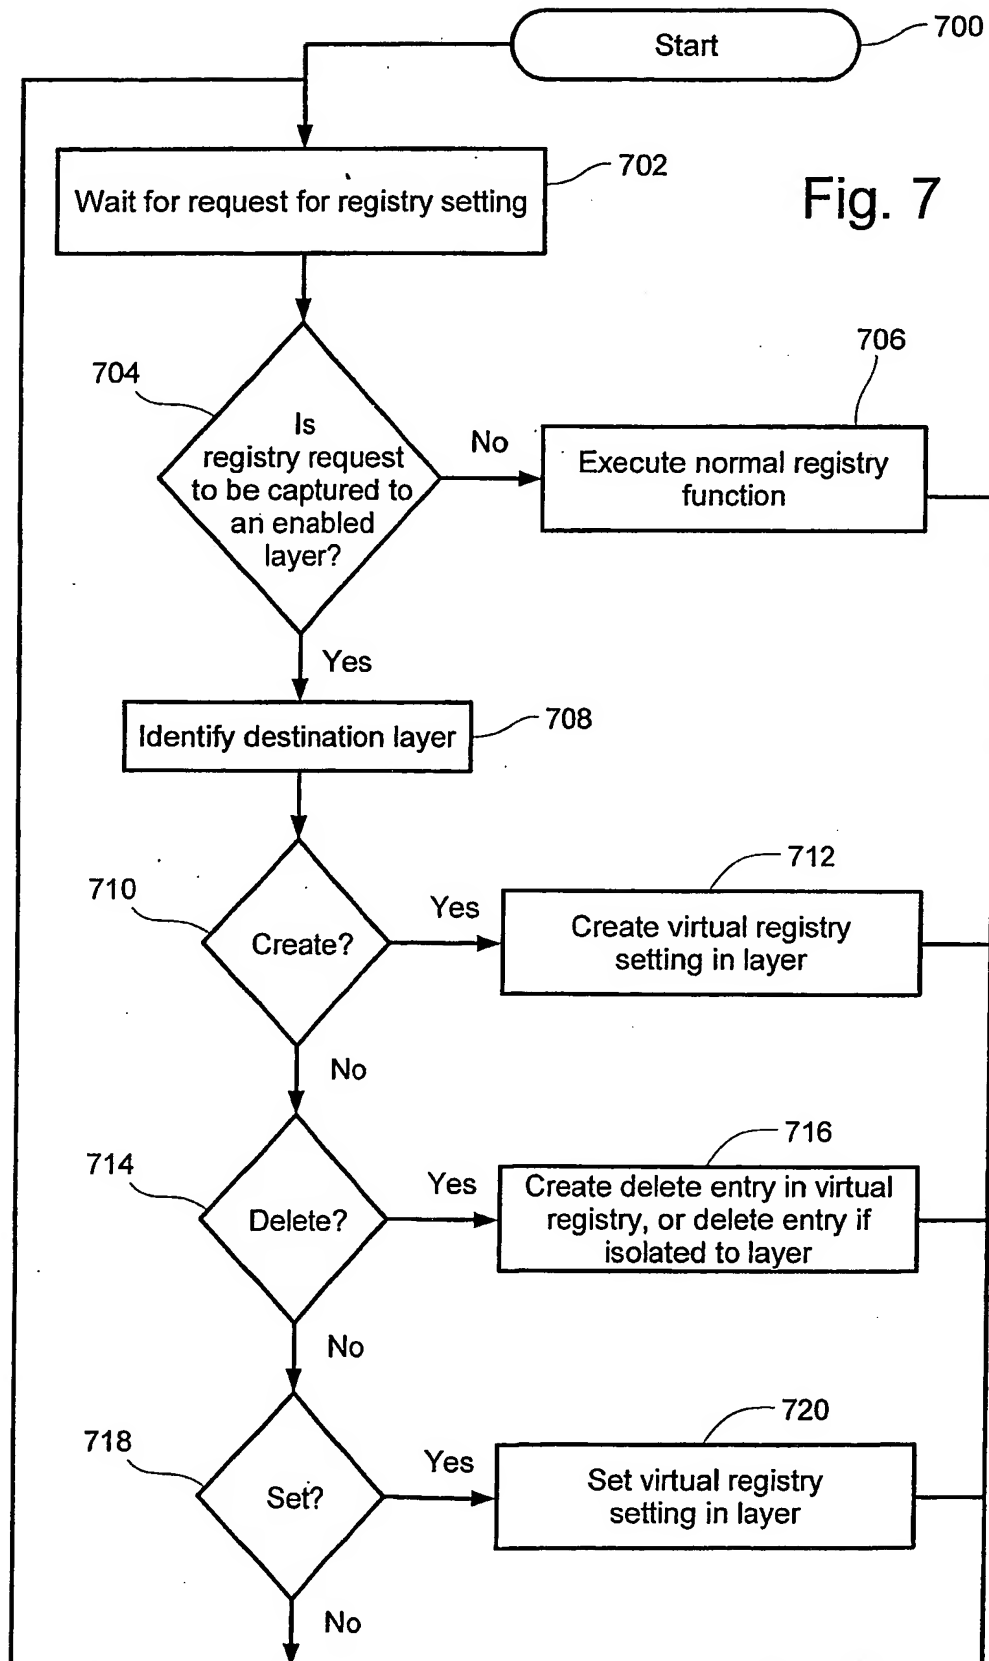 Start
700
Wait for request for registry setting
702
Fig. 7
704
Is
registry request
to be captured to
an enabled
layer?
No
706
Execute normal registry
function
Yes
Identify destination layer
708
710
Create?
Yes
712
Create virtual registry
setting in layer
No
714
Delete?
Yes
716
Create delete entry in virtual
registry, or delete entry if
isolated to layer
No
718
Set?
Yes
720
Set virtual registry
setting in layer
No